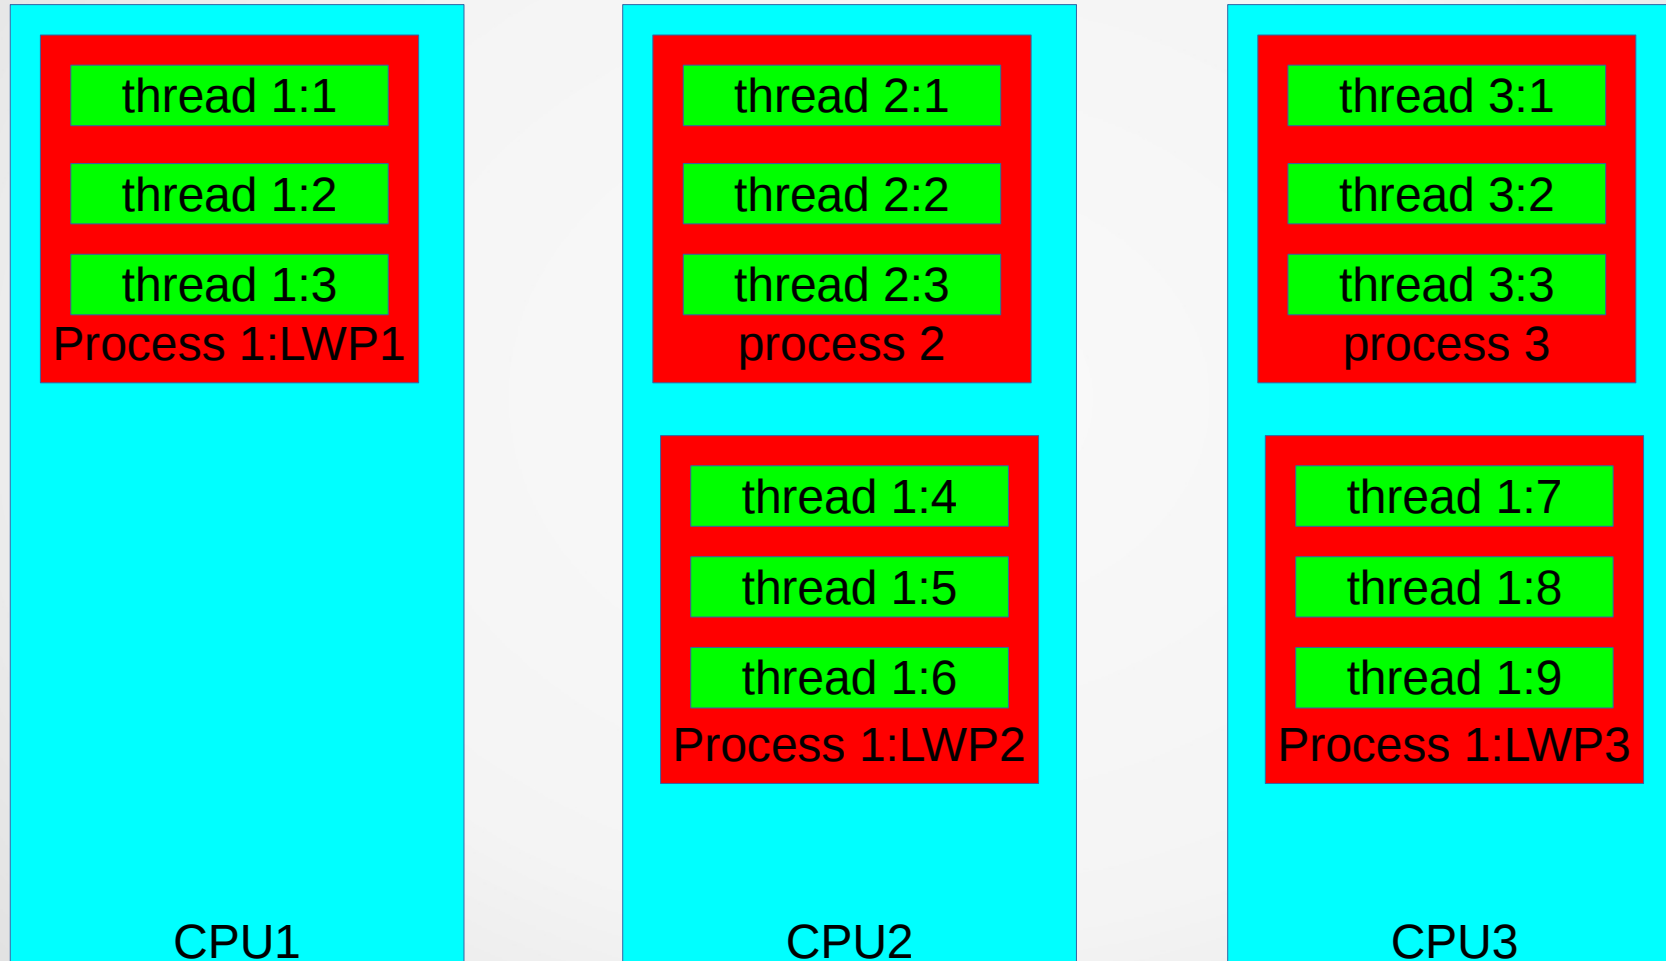 thread 1:1
thread 1:2
thread 1:3
Process 1:LWP1
CPU1
thread 2:1
thread 2:2
thread 2:3
process 2
thread 1:4
thread 1:5
thread 1:6
Process 1:LWP2
CPU2
thread 3:1
thread 3:2
thread 3:3
process 3
thread 1:7
thread 1:8
thread 1:9
Process 1:LWP3
CPU3